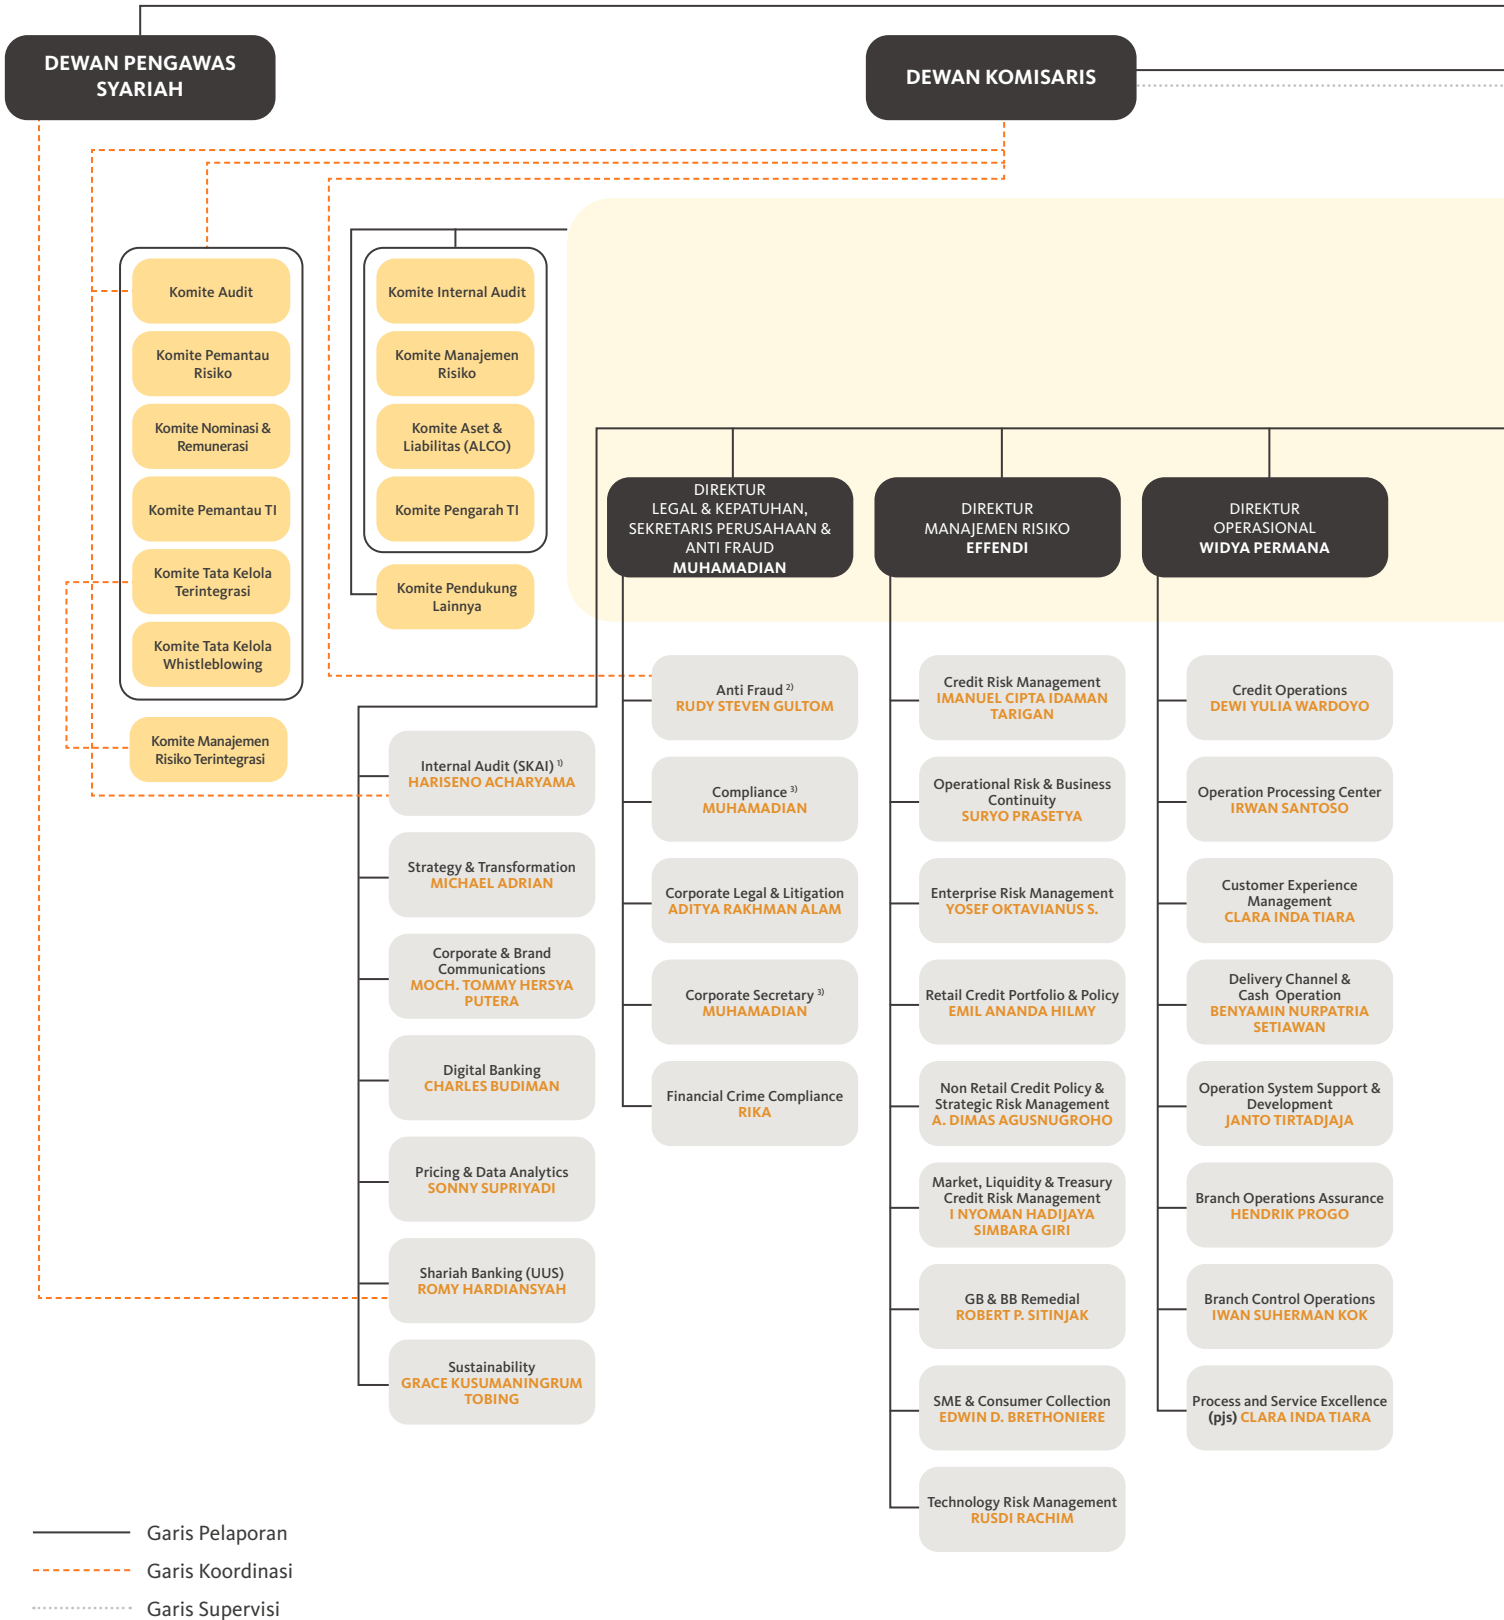 DEWAN PENGAWAS
SYARIAH
DEWAN KOMISARIS
Komite Audit
Komite Pemantau
Risiko
Komite Nominasi &
Remunerasi
Komite Pemantau TI
Komite Tata Kelola
Terintegrasi
Komite Tata Kelola
Whistleblowing
Komite Manajemen
Risiko Terintegrasi
Komite Internal Audit
Komite Manajemen
Risiko
Komite Aset &
Liabilitas (ALCO)
Komite Pengarah TI
Komite Pendukung
Lainnya
DIREKTUR
LEGAL & KEPATUHAN,
SEKRETARIS PERUSAHAAN &
ANTI FRAUD
MUHAMADIAN
DIREKTUR
MANAJEMEN RISIKO
EFFENDI
DIREKTUR
OPERASIONAL
WIDYA PERMANA
Internal Audit (SKAI) 1)
HARISENO ACHARYAMA
Strategy & Transformation
MICHAEL ADRIAN
Corporate & Brand
Communications
MOCH. TOMMY HERSYA
PUTERA
Digital Banking
CHARLES BUDIMAN
Pricing & Data Analytics
SONNY SUPRIYADI
Shariah Banking (UUS)
ROMY HARDIANSYAH
Sustainability
GRACE KUSUMANINGRUM
TOBING
Anti Fraud 2)
RUDY STEVEN GULTOM
Compliance 3)
MUHAMADIAN
Corporate Legal & Litigation
ADITYA RAKHMAN ALAM
Corporate Secretary 3)
MUHAMADIAN
Financial Crime Compliance
RIKA
Credit Risk Management
IMANUEL CIPTA IDAMAN
TARIGAN
Operational Risk & Business
Continuity
SURYO PRASETYA
Enterprise Risk Management
YOSEF OKTAVIANUS S.
Retail Credit Portfolio & Policy
EMIL ANANDA HILMY
Non Retail Credit Policy &
Strategic Risk Management
A. DIMAS AGUSNUGROHO
Market, Liquidity & Treasury
Credit Risk Management
I NYOMAN HADIJAYA
SIMBARA GIRI
GB & BB Remedial
ROBERT P. SITINJAK
SME & Consumer Collection
EDWIN D. BRETHONIERE
Technology Risk Management
RUSDI RACHIM
Credit Operations
DEWI YULIA WARDOYO
Operation Processing Center
IRWAN SANTOSO
Customer Experience
Management
CLARA INDA TIARA
Delivery Channel &
Cash Operation
BENYAMIN NURPATRIA
SETIAWAN
Operation System Support &
Development
JANTO TIRTADJAJA
Branch Operations Assurance
HENDRIK PROGO
Branch Control Operations
IWAN SUHERMAN KOK
Process and Service Excellence
(pjs) CLARA INDA TIARA
Garis Pelaporan
Garis Koordinasi
Garis Supervisi